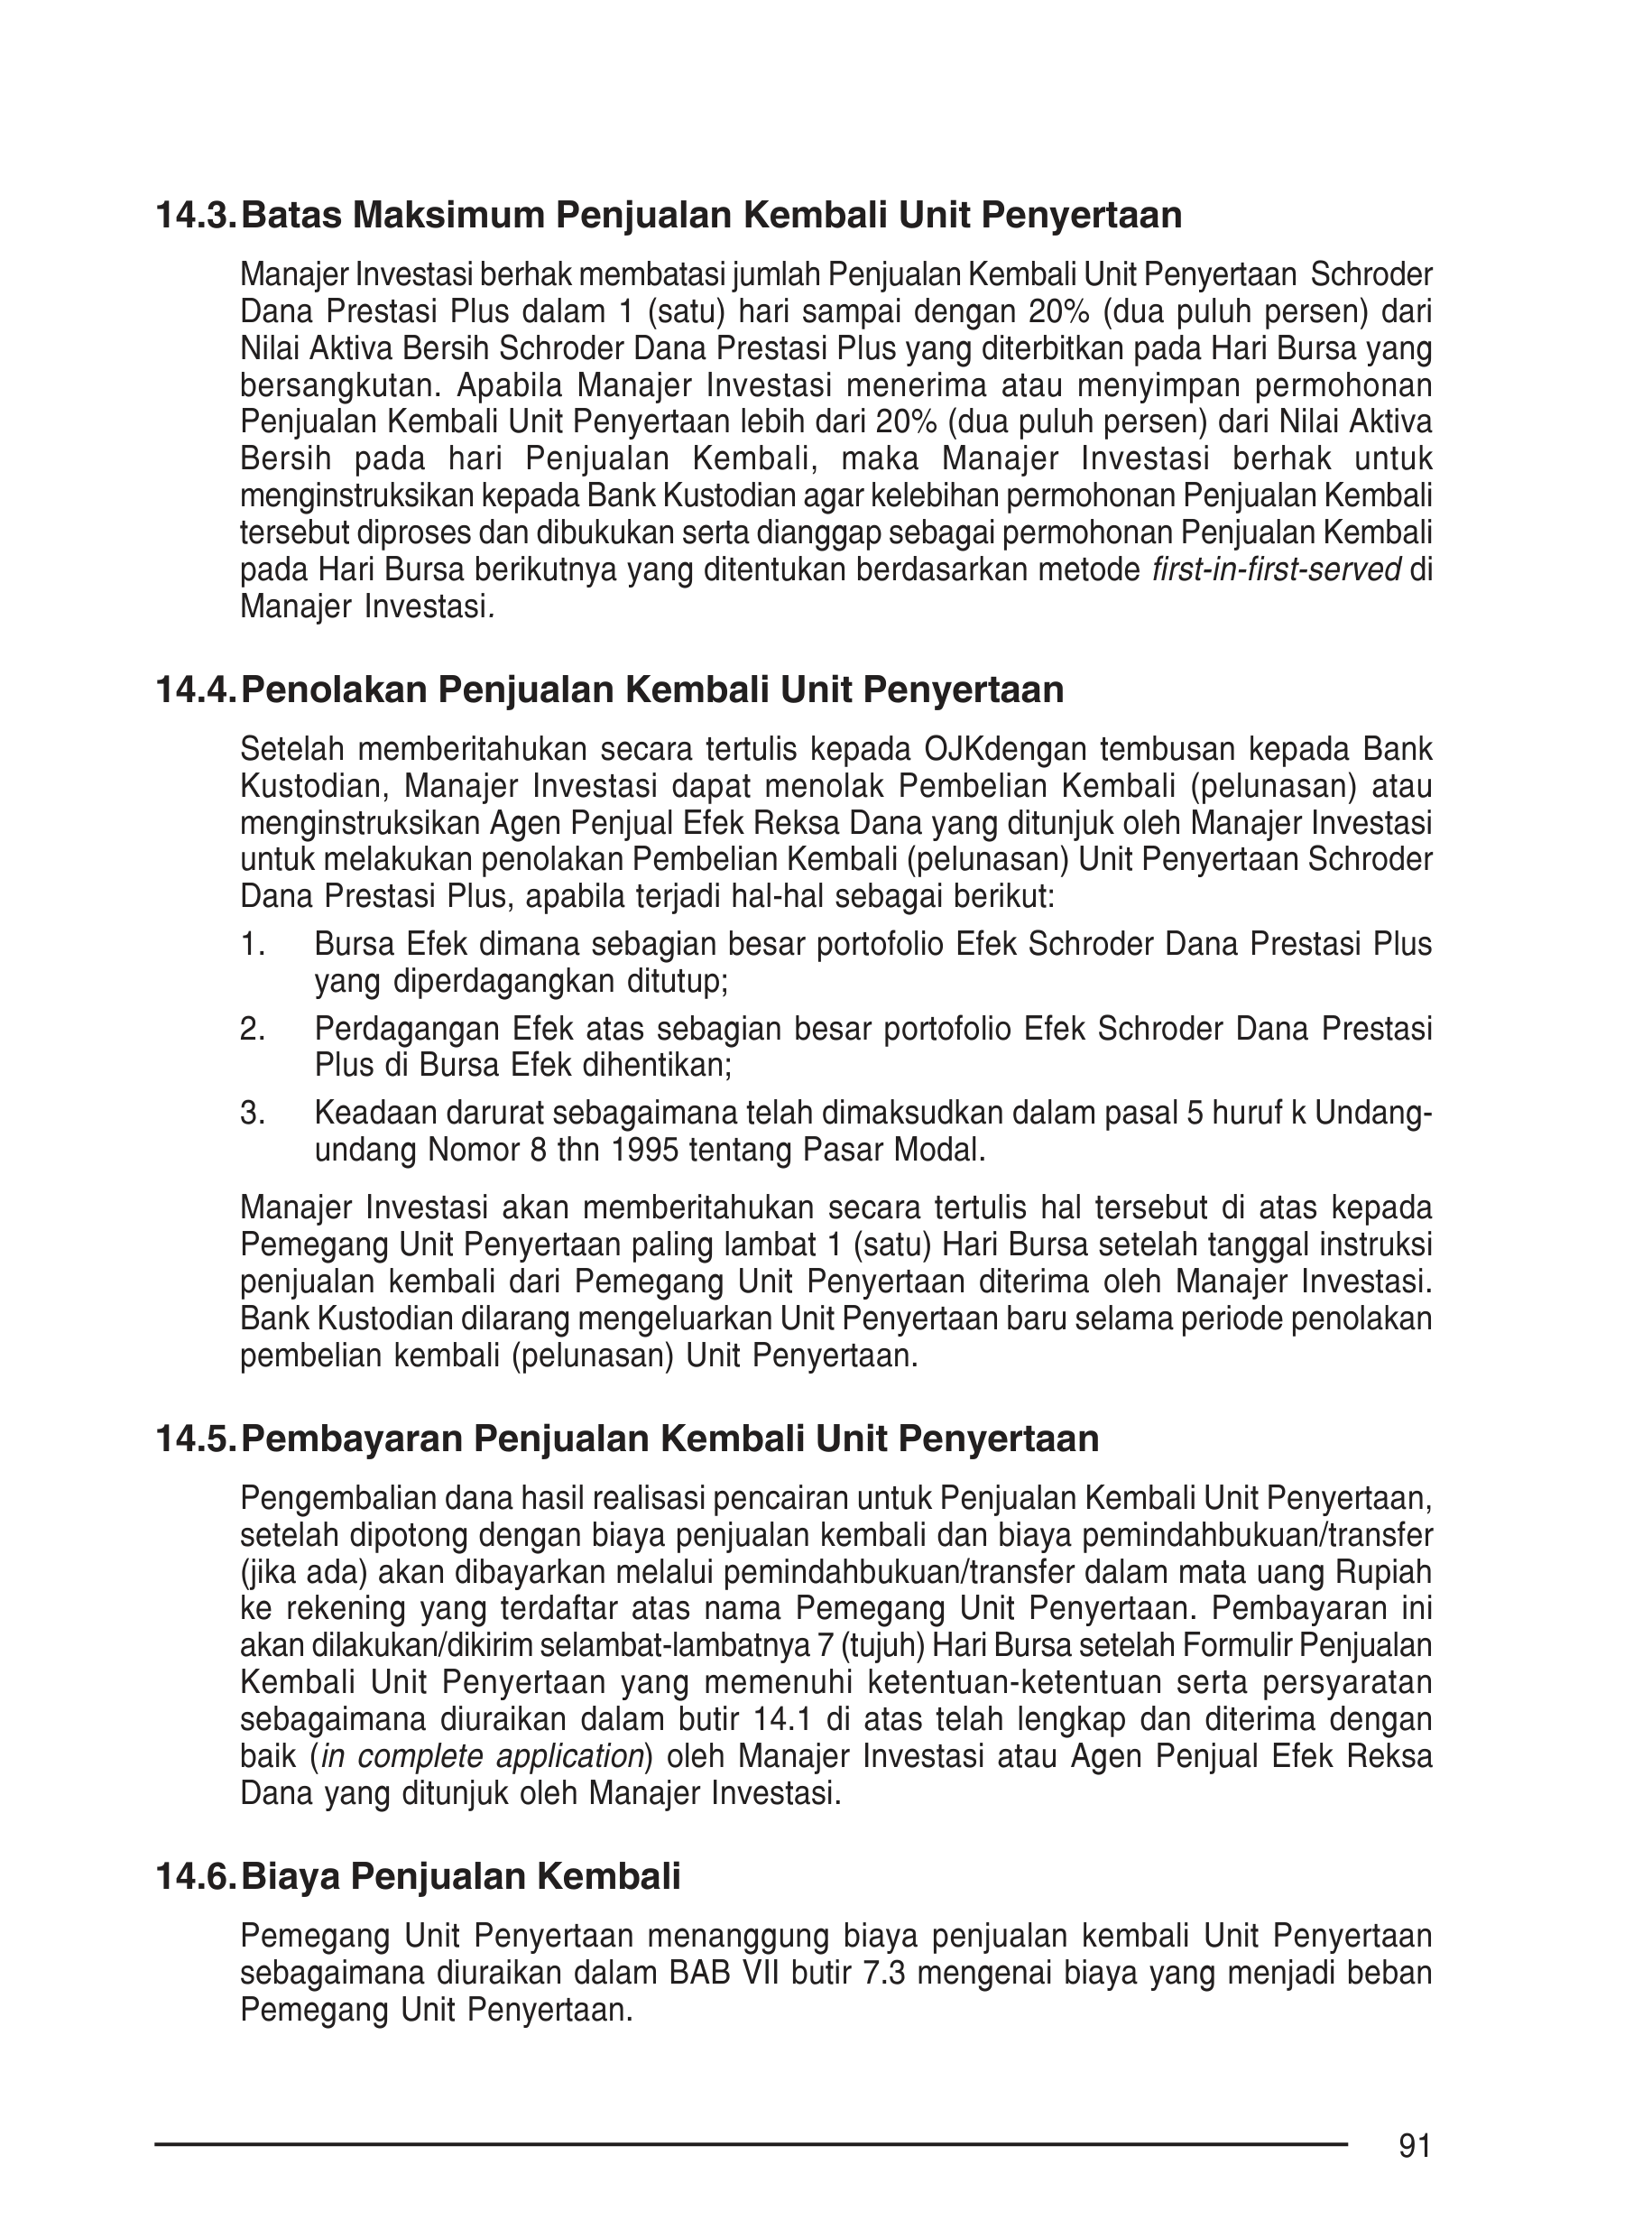 14.3. Batas Maksimum Penjualan Kembali Unit Penyertaan
Manajer Investasi berhak membatasi jumlah Penjualan Kembali Unit Penyertaan Schroder
Dana Prestasi Plus dalam 1 (satu) hari sampai dengan 20% (dua puluh persen) dari
Nilai Aktiva Bersih Schroder Dana Prestasi Plus yang diterbitkan pada Hari Bursa yang
bersangkutan. Apabila Manajer Investasi menerima atau menyimpan permohonan
Penjualan Kembali Unit Penyertaan lebih dari 20% (dua puluh persen) dari Nilai Aktiva
Bersih pada hari Penjualan Kembali, maka Manajer Investasi berhak untuk
menginstruksikan kepada Bank Kustodian agar kelebihan permohonan Penjualan Kembali
tersebut diproses dan dibukukan serta dianggap sebagai permohonan Penjualan Kembali
pada Hari Bursa berikutnya yang ditentukan berdasarkan metode first-in-first-served di
Manajer Investasi.
14.4. Penolakan Penjualan Kembali Unit Penyertaan
Setelah memberitahukan secara tertulis kepada OJKdengan tembusan kepada Bank
Kustodian, Manajer Investasi dapat menolak Pembelian Kembali (pelunasan) atau
menginstruksikan Agen Penjual Efek Reksa Dana yang ditunjuk oleh Manajer Investasi
untuk melakukan penolakan Pembelian Kembali (pelunasan) Unit Penyertaan Schroder
Dana Prestasi Plus, apabila terjadi hal-hal sebagai berikut:
1. Bursa Efek dimana sebagian besar portofolio Efek Schroder Dana Prestasi Plus
yang diperdagangkan ditutup;
2. Perdagangan Efek atas sebagian besar portofolio Efek Schroder Dana Prestasi
Plus di Bursa Efek dihentikan;
3. Keadaan darurat sebagaimana telah dimaksudkan dalam pasal 5 huruf k Undang-
undang Nomor 8 thn 1995 tentang Pasar Modal.
Manajer Investasi akan memberitahukan secara tertulis hal tersebut di atas kepada
Pemegang Unit Penyertaan paling lambat 1 (satu) Hari Bursa setelah tanggal instruksi
penjualan kembali dari Pemegang Unit Penyertaan diterima oleh Manajer Investasi.
Bank Kustodian dilarang mengeluarkan Unit Penyertaan baru selama periode penolakan
pembelian kembali (pelunasan) Unit Penyertaan.
14.5. Pembayaran Penjualan Kembali Unit Penyertaan
Pengembalian dana hasil realisasi pencairan untuk Penjualan Kembali Unit Penyertaan,
setelah dipotong dengan biaya penjualan kembali dan biaya pemindahbukuan/transfer
(jika ada) akan dibayarkan melalui pemindahbukuan/transfer dalam mata uang Rupiah
ke rekening yang terdaftar atas nama Pemegang Unit Penyertaan. Pembayaran ini
akan dilakukan/dikirim selambat-lambatnya 7 (tujuh) Hari Bursa setelah Formulir Penjualan
Kembali Unit Penyertaan yang memenuhi ketentuan-ketentuan serta persyaratan
sebagaimana diuraikan dalam butir 14.1 di atas telah lengkap dan diterima dengan
baik (in complete application) oleh Manajer Investasi atau Agen Penjual Efek Reksa
Dana yang ditunjuk oleh Manajer Investasi.
14.6. Biaya Penjualan Kembali
Pemegang Unit Penyertaan menanggung biaya penjualan kembali Unit Penyertaan
sebagaimana diuraikan dalam BAB VII butir 7.3 mengenai biaya yang menjadi beban
Pemegang Unit Penyertaan.
91